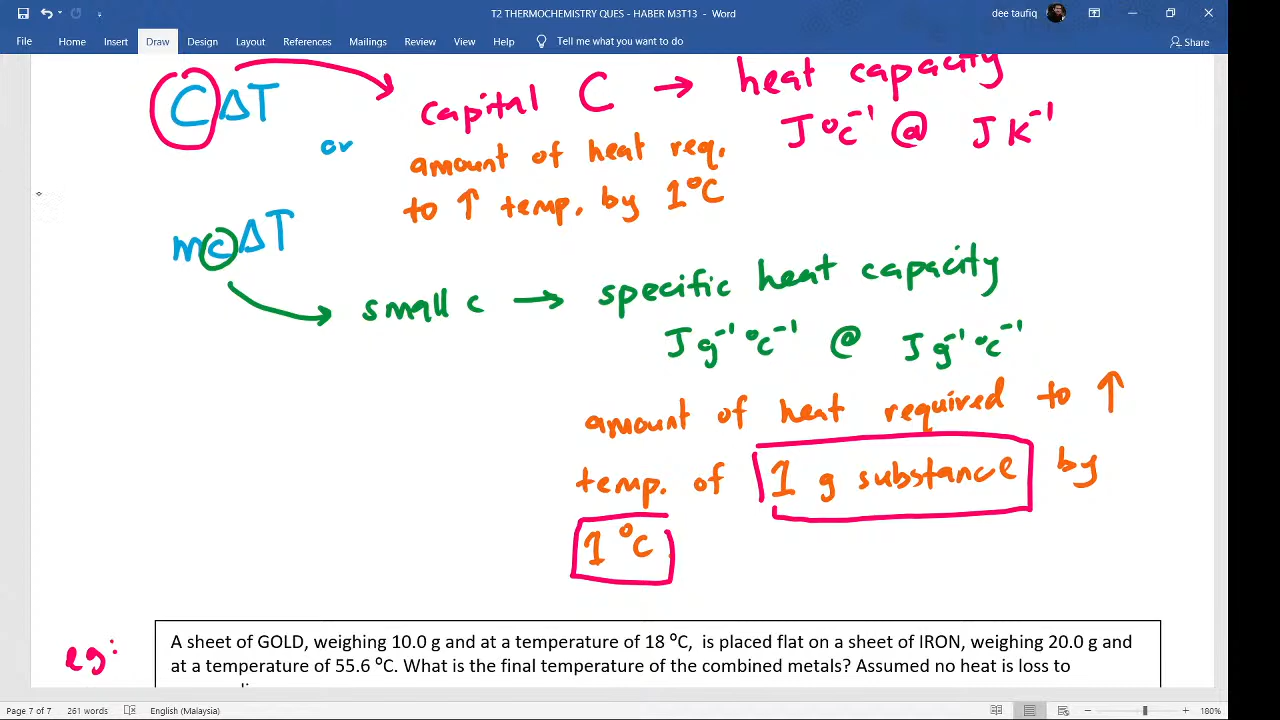 T2 THERMOCHEMISTRY QUES - HABER M3T13 - Word
dee taufiq
File Home Insert Draw Design Layout References Mailings Review View Help Tell me what you want to do
Share
CΔT
capital C → heat capacity
J °C⁻¹ @ J K⁻¹
or
amount of heat req.
to ↑ temp. by 1°C
mcΔT
small c → specific heat capacity
J g⁻¹ °C⁻¹ @ J g⁻¹ °C⁻¹
amount of heat required to ↑
temp. of 1 g substance by
1 °C
eg:
A sheet of GOLD, weighing 10.0 g and at a temperature of 18 ⁰C, is placed flat on a sheet of IRON, weighing 20.0 g and
at a temperature of 55.6 ⁰C. What is the final temperature of the combined metals? Assumed no heat is loss to
Page 7 of 7 261 words English (Malaysia)
180%